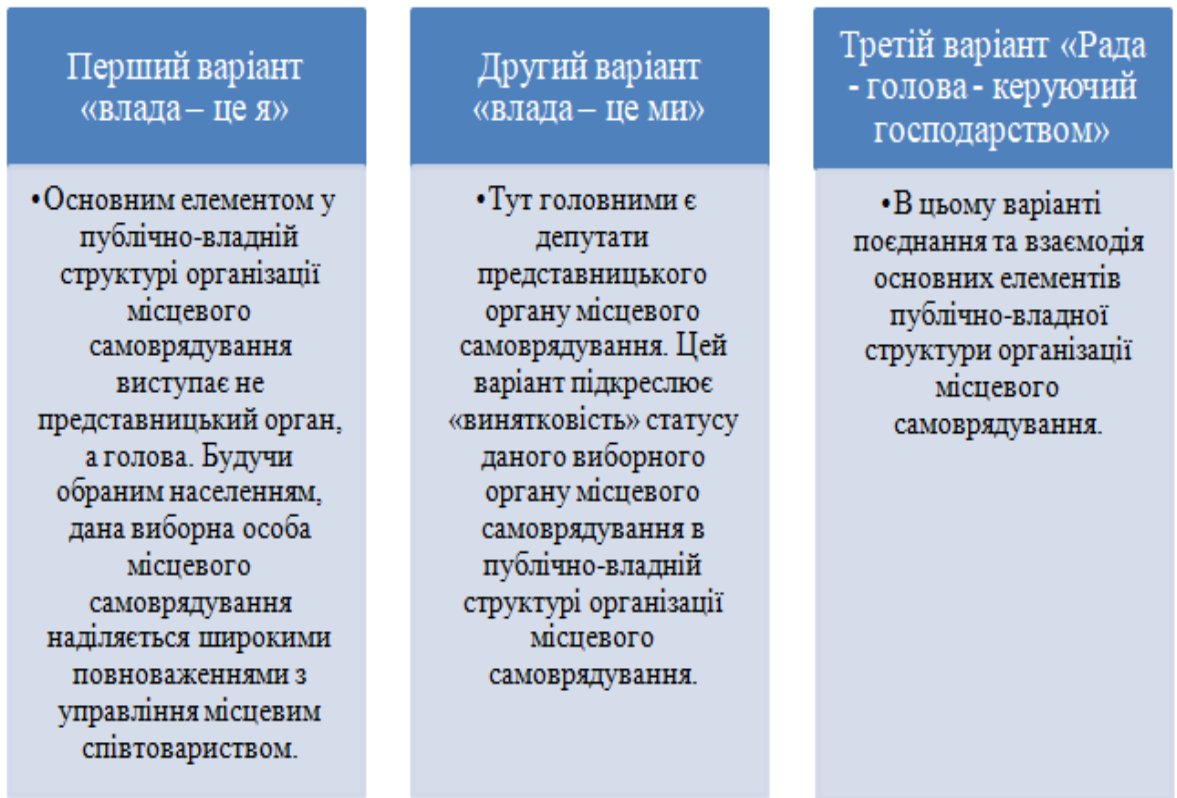 Перший варіант
«влада – це я»
•Основним елементом у
публічно-владній
структурі організації
місцевого
самоврядування
виступає не
представницький орган,
а голова. Будучи
обраним населенням,
дана виборна особа
місцевого
самоврядування
наділяється широкими
повноваженнями з
управління місцевим
співтовариством.
Другий варіант
«влада – це ми»
•Тут головними є
депутати
представницького
органу місцевого
самоврядування. Цей
варіант підкреслює
«винятковість» статусу
даного виборного
органу місцевого
самоврядування в
публічно-владній
структурі організації
місцевого
самоврядування.
Третій варіант «Рада
- голова - керуючий
господарством»
•В цьому варіанті
поєднання та взаємодія
основних елементів
публічно-владної
структури організації
місцевого
самоврядування.